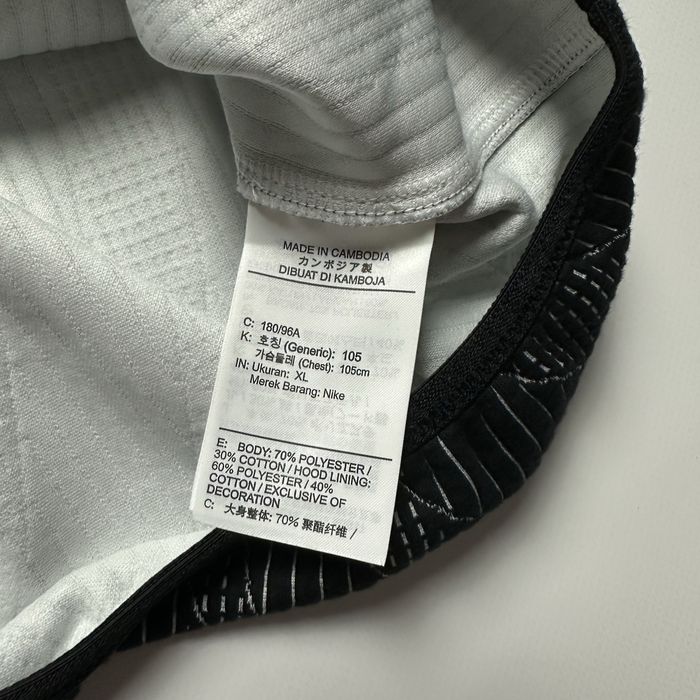 MADE IN CAMBODIA
カンボジア製
DIBUAT DI KAMBOJA
C: 180/96A
K: 호칭 (Generic): 105
가슴둘레 (Chest): 105cm
IN: Ukuran: XL
Merek Barang: Nike
E: BODY: 70% POLYESTER /
30% COTTON / HOOD LINING:
60% POLYESTER / 40%
COTTON / EXCLUSIVE OF
DECORATION
C: 大身整体: 70% 聚酯纤维 /